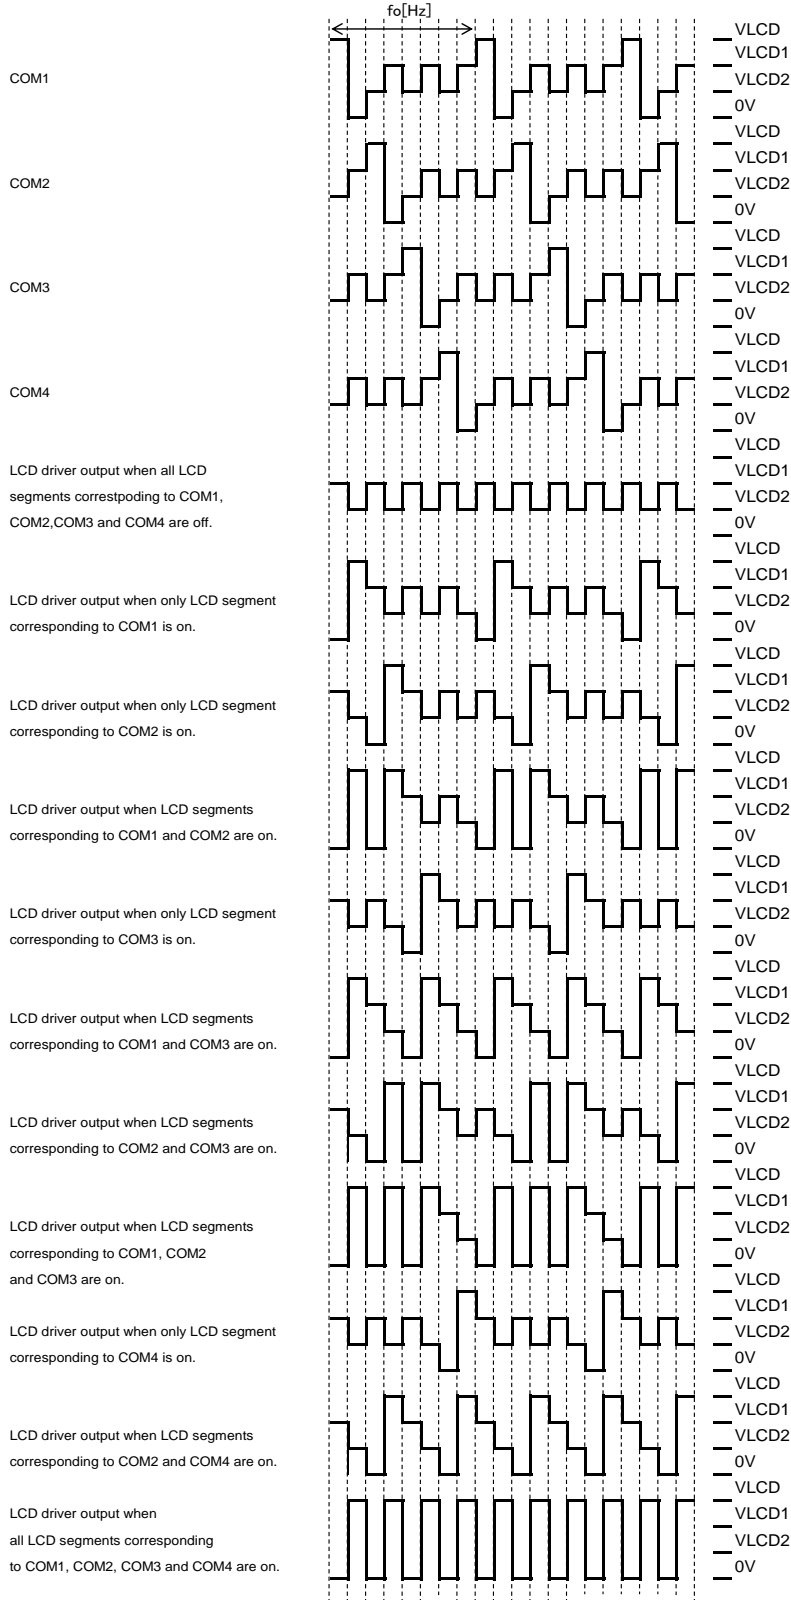 fo[Hz]
VLCD
VLCD1
COM1
VLCD2
0V
VLCD
VLCD1
COM2
VLCD2
0V
VLCD
VLCD1
COM3
VLCD2
0V
VLCD
VLCD1
COM4
VLCD2
0V
VLCD
LCD driver output when all LCD
segments correstpoding to COM1,
COM2,COM3 and COM4 are off.
VLCD1
VLCD2
0V
VLCD
VLCD1
LCD driver output when only LCD segment
corresponding to COM1 is on.
VLCD2
0V
VLCD
VLCD1
LCD driver output when only LCD segment
corresponding to COM2 is on.
VLCD2
0V
VLCD
VLCD1
LCD driver output when LCD segments
corresponding to COM1 and COM2 are on.
VLCD2
0V
VLCD
VLCD1
LCD driver output when only LCD segment
corresponding to COM3 is on.
VLCD2
0V
VLCD
VLCD1
LCD driver output when LCD segments
corresponding to COM1 and COM3 are on.
VLCD2
0V
VLCD
VLCD1
LCD driver output when LCD segments
corresponding to COM2 and COM3 are on.
VLCD2
0V
VLCD
VLCD1
LCD driver output when LCD segments
corresponding to COM1, COM2
and COM3 are on.
VLCD2
0V
VLCD
VLCD1
LCD driver output when only LCD segment
corresponding to COM4 is on.
VLCD2
0V
VLCD
VLCD1
LCD driver output when LCD segments
corresponding to COM2 and COM4 are on.
VLCD2
0V
VLCD
LCD driver output when
all LCD segments corresponding
to COM1, COM2, COM3 and COM4 are on.
VLCD1
VLCD2
0V